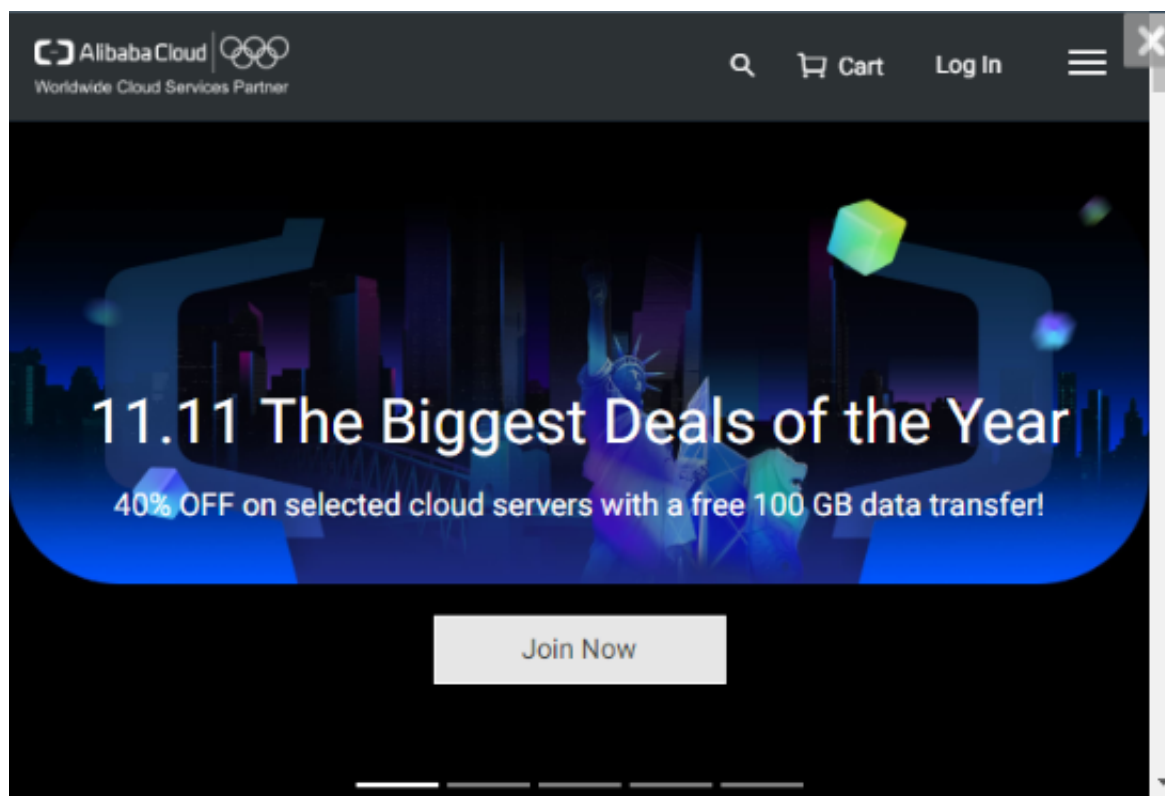 Alibaba Cloud
Worldwide Cloud Services Partner
Cart
Log In
11.11 The Biggest Deals of the Year
40% OFF on selected cloud servers with a free 100 GB data transfer!
Join Now